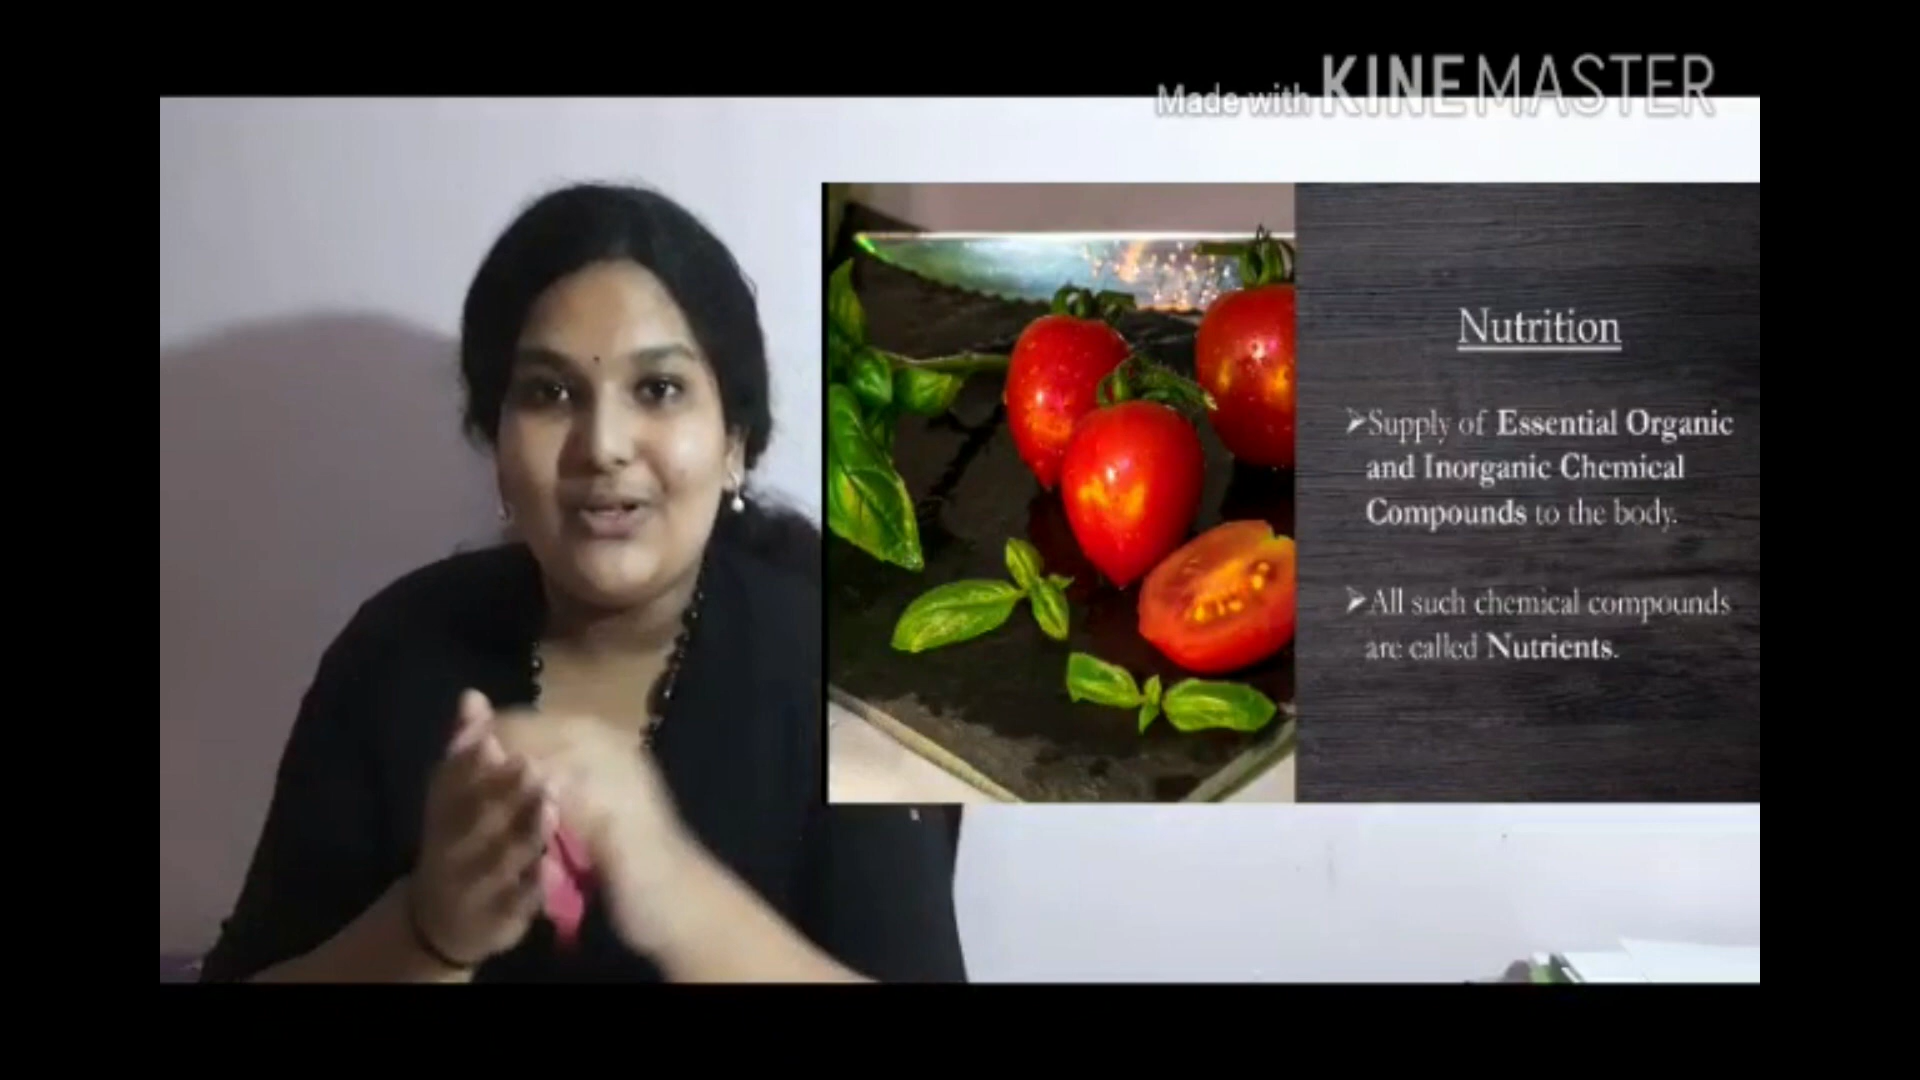 Made with KINEMASTER
Nutrition
➢Supply of Essential Organic
and Inorganic Chemical
Compounds to the body.
➢All such chemical compounds
are called Nutrients.